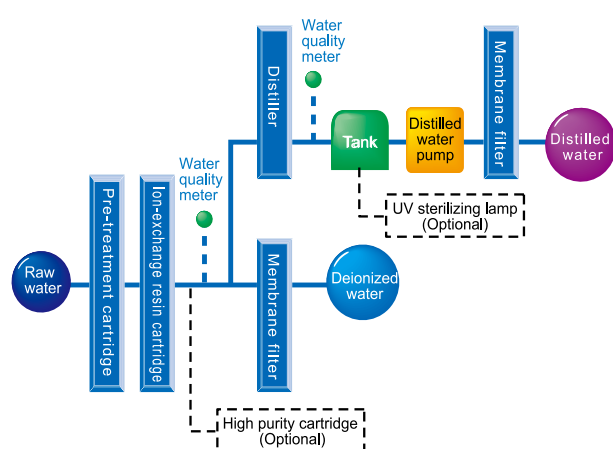 Water
quality
meter
Distiller
Water
quality
meter
Tank
Distilled
water
pump
Membrane filter
Distilled
water
UV sterilizing lamp
(Optional)
Raw
water
Pre-treatment cartridge
Ion-exchange resin cartridge
Membrane filter
Deionized
water
High purity cartridge
(Optional)